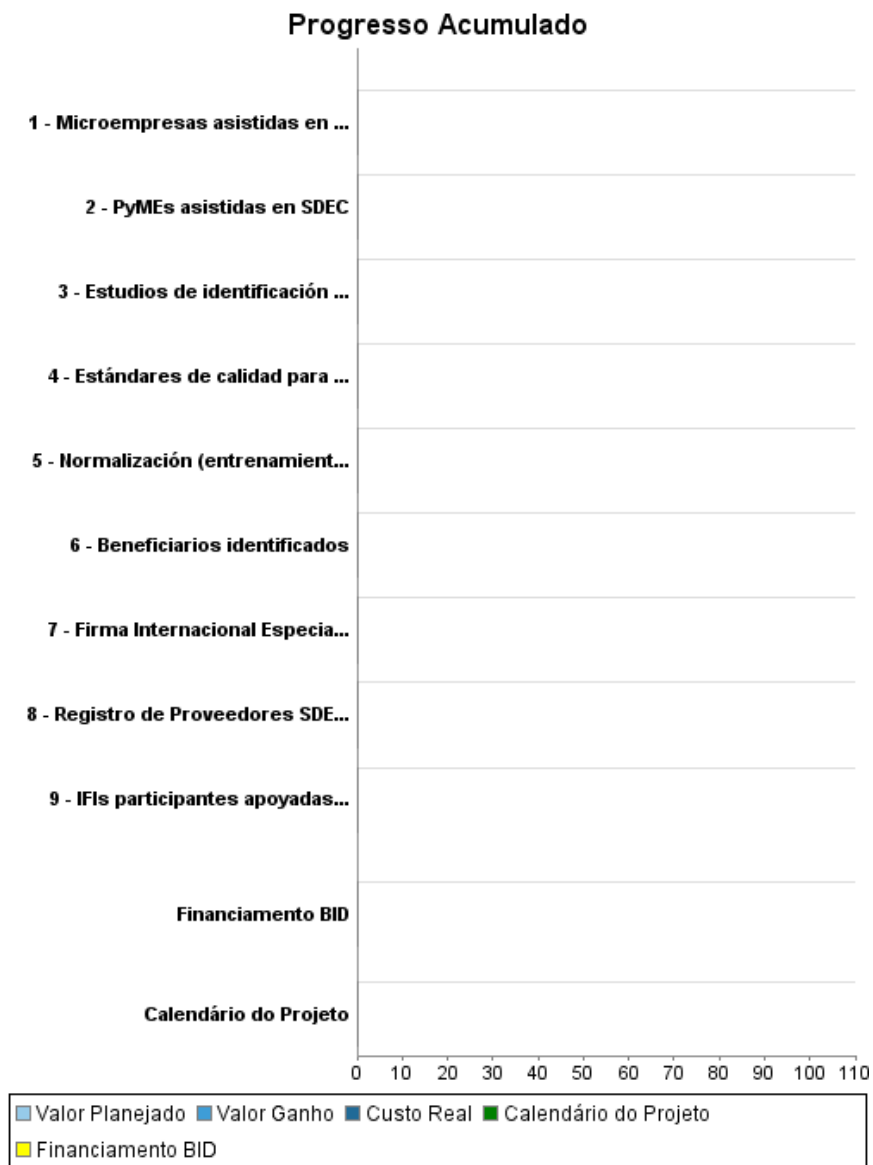 Progresso Acumulado
1 - Microempresas asistidas en ...
2 - PyMEs asistidas en SDEC
3 - Estudios de identificación ...
4 - Estándares de calidad para ...
5 - Normalización (entrenamient...
6 - Beneficiarios identificados
7 - Firma Internacional Especia...
8 - Registro de Proveedores SDE...
9 - IFIs participantes apoyadas...
Financiamento BID
Calendário do Projeto
0 10 20 30 40 50 60 70 80 90 100 110
Valor Planejado Valor Ganho Custo Real Calendário do Projeto
Financiamento BID